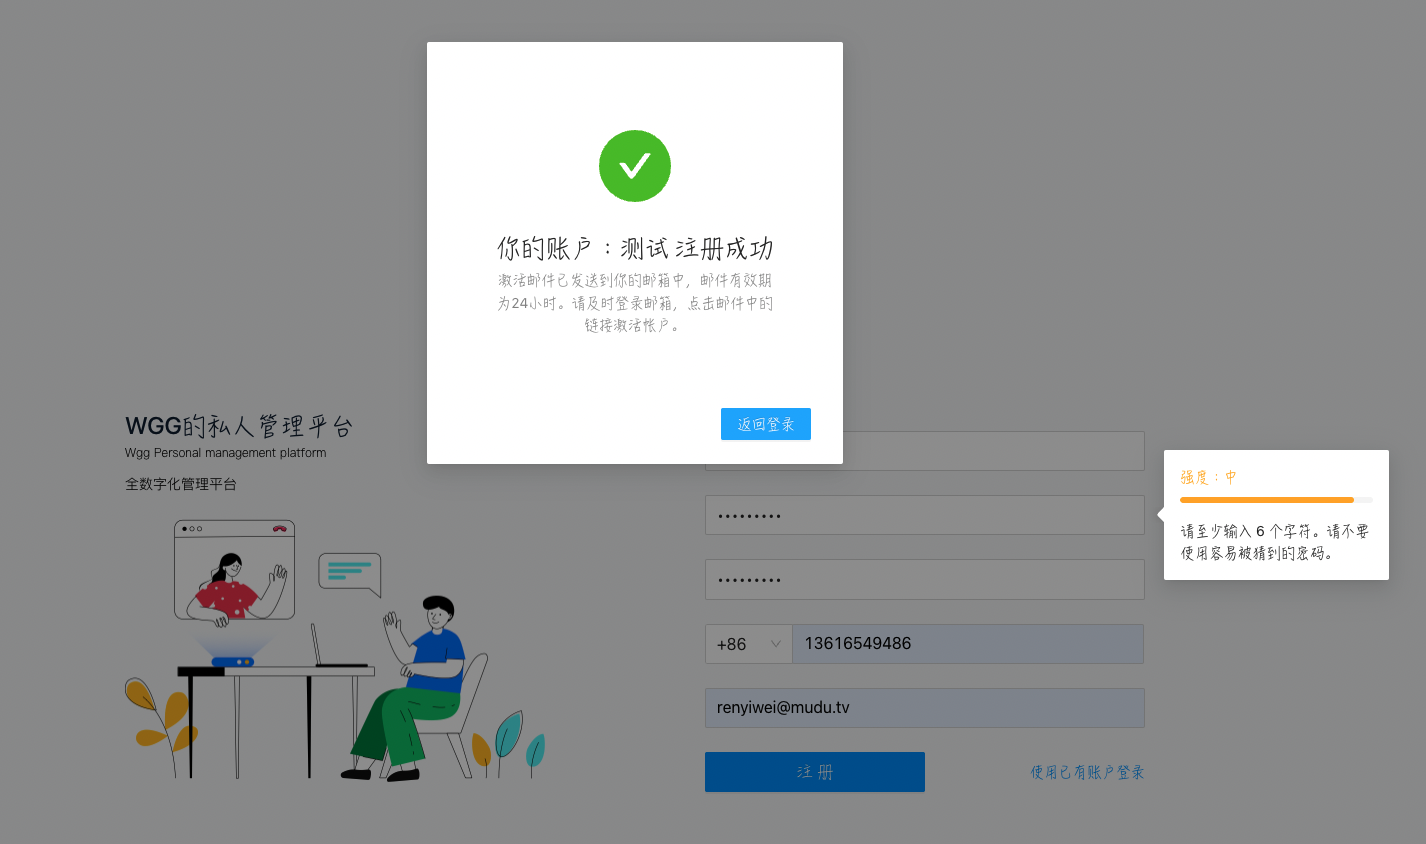 你的账户：测试 注册成功
激活邮件已发送到你的邮箱中，邮件有效期
为24小时。请及时登录邮箱，点击邮件中的
链接激活帐户。
返回登录
WGG的私人管理平台
Wgg Personal management platform
全数字化管理平台
•••••••••
•••••••••
+86
13616549486
renyiwei@mudu.tv
注 册
使用已有账户登录
强度：中
请至少输入 6 个字符。请不要
使用容易被猜到的密码。